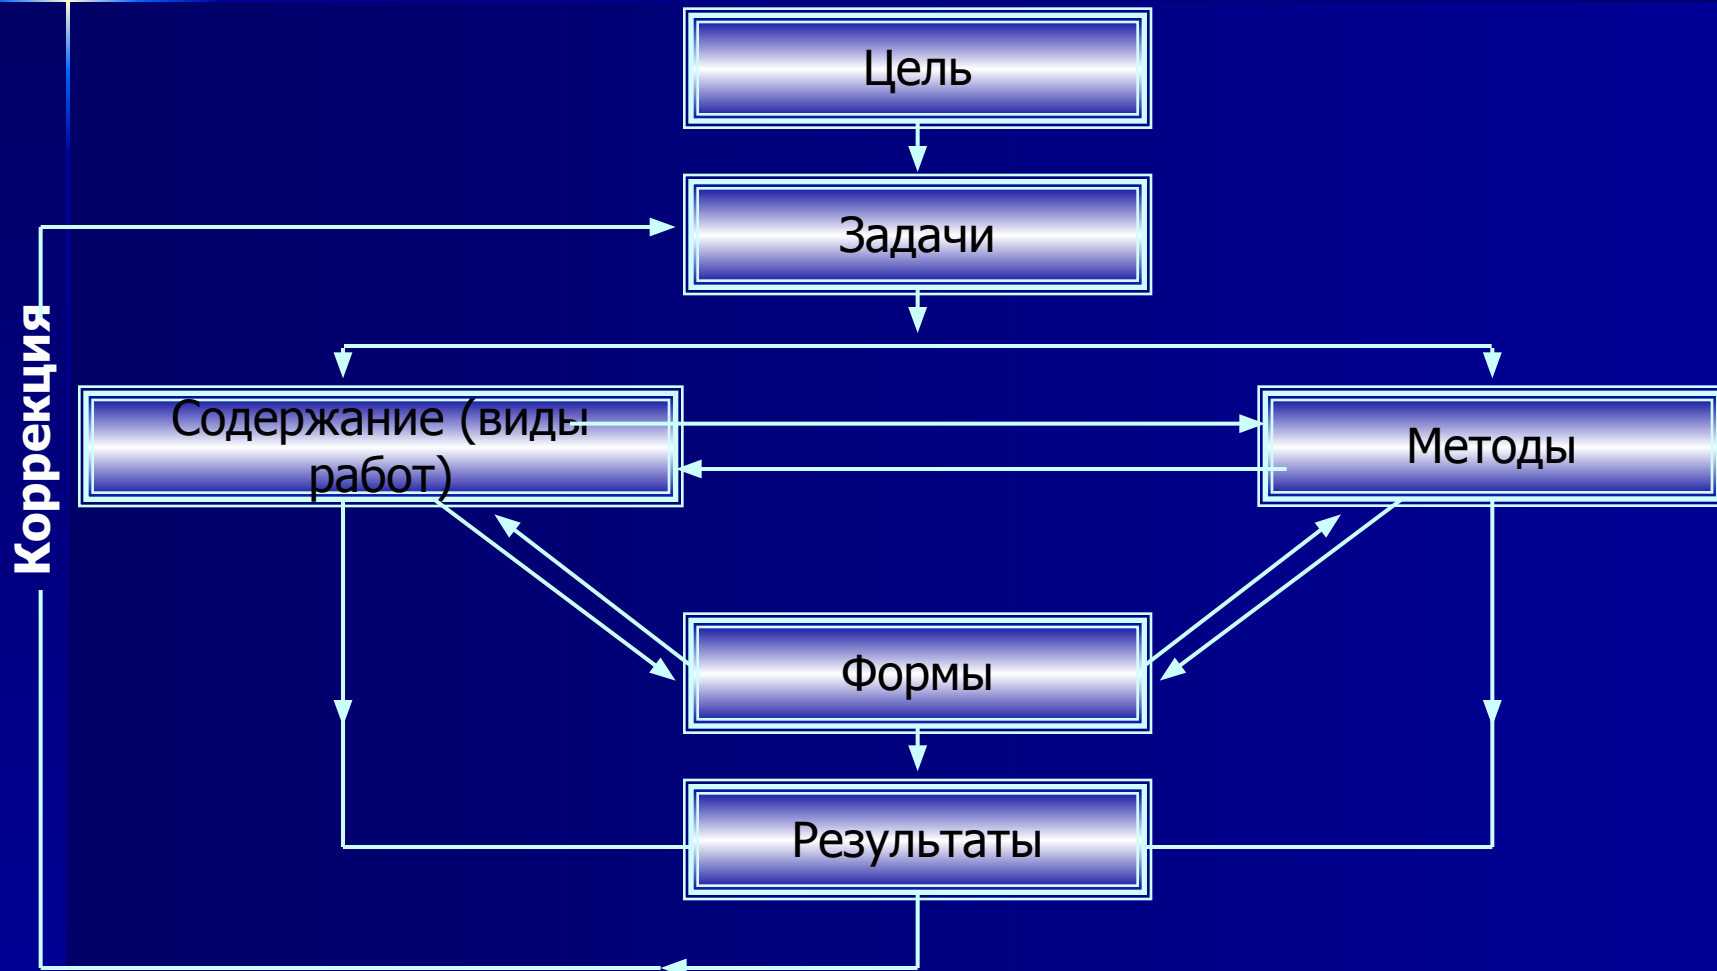 Цель
Задачи
Коррекция
Содержание (виды
работ)
Методы
Формы
Результаты